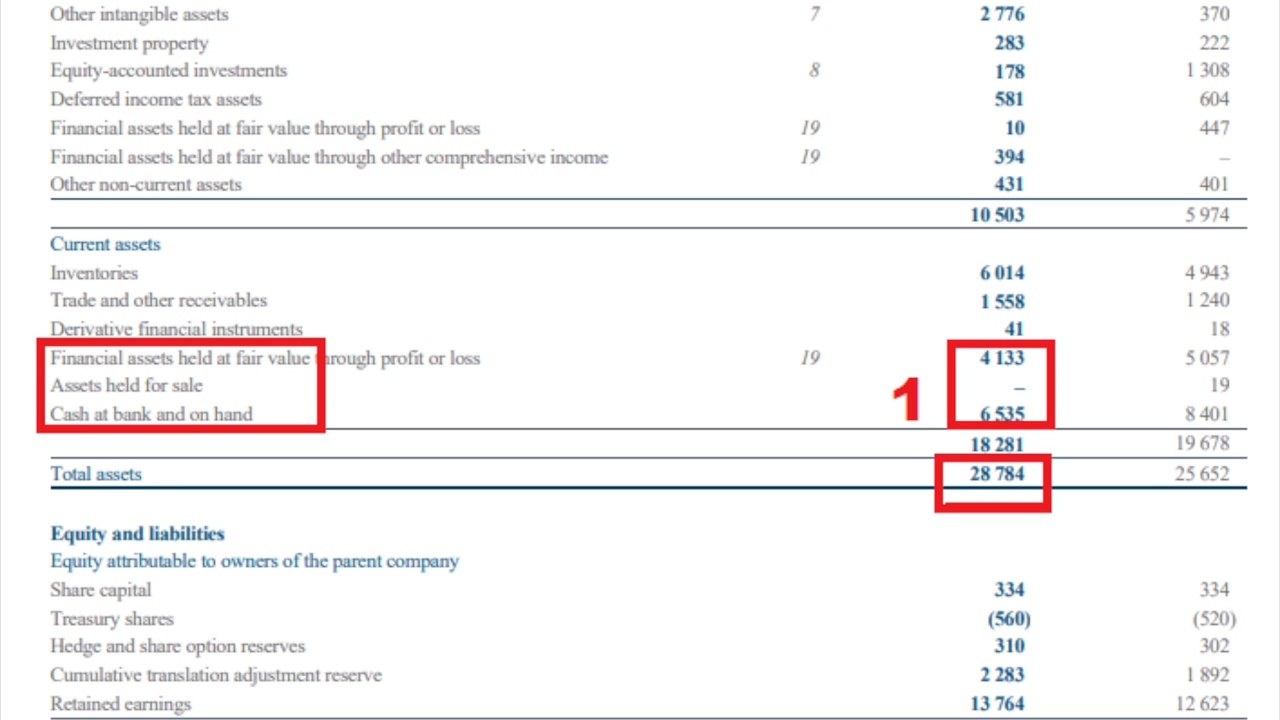 Other intangible assets 7 2 776 370
Investment property 283 222
Equity-accounted investments 8 178 1 308
Deferred income tax assets 581 604
Financial assets held at fair value through profit or loss 19 10 447
Financial assets held at fair value through other comprehensive income 19 394 –
Other non-current assets 431 401
10 503 5 974
Current assets
Inventories 6 014 4 943
Trade and other receivables 1 558 1 240
Derivative financial instruments 41 18
Financial assets held at fair value through profit or loss 19 4 133 5 057
Assets held for sale – 19
Cash at bank and on hand 1 6 535 8 401
18 281 19 678
Total assets 28 784 25 652
Equity and liabilities
Equity attributable to owners of the parent company
Share capital 334 334
Treasury shares (560) (520)
Hedge and share option reserves 310 302
Cumulative translation adjustment reserve 2 283 1 892
Retained earnings 13 764 12 623